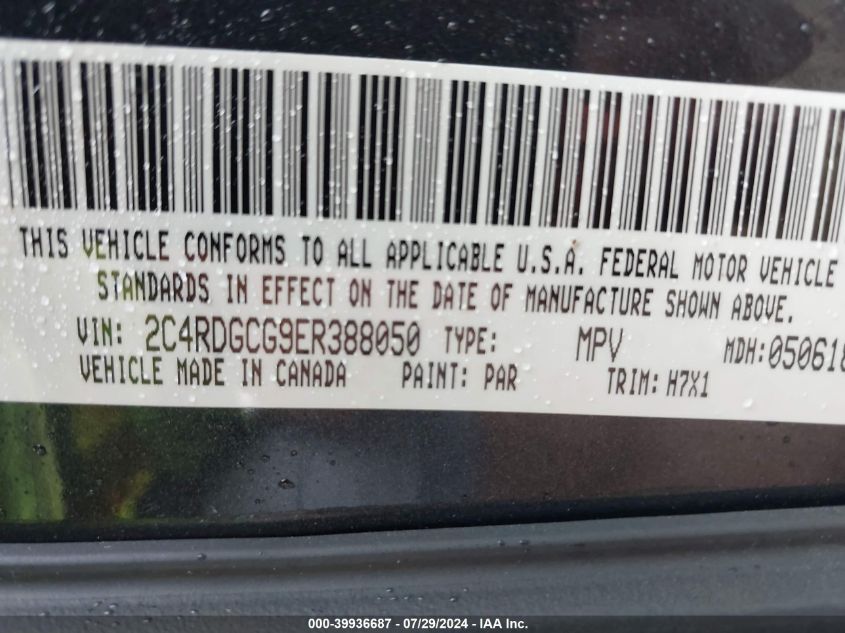 THIS VEHICLE CONFORMS TO ALL APPLICABLE U.S.A. FEDERAL MOTOR VEHICLE
STANDARDS IN EFFECT ON THE DATE OF MANUFACTURE SHOWN ABOVE.
VIN: 2C4RDGCG9ER388050 TYPE: MPV MDH:050618
VEHICLE MADE IN CANADA PAINT: PAR TRIM: H7X1
000-39936687 / 07/29/2024 - IAA Inc.